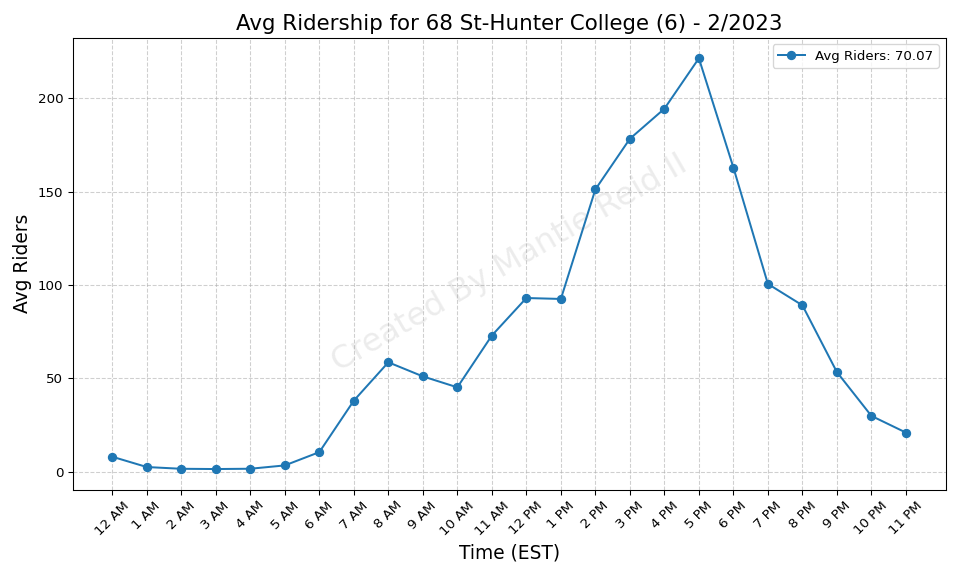 Avg Ridership for 68 St-Hunter College (6) - 2/2023
Avg Riders: 70.07
200
150
100
50
0
Avg Riders
Created By Mantie Reid II
12 AM
1 AM
2 AM
3 AM
4 AM
5 AM
6 AM
7 AM
8 AM
9 AM
10 AM
11 AM
12 PM
1 PM
2 PM
3 PM
4 PM
5 PM
6 PM
7 PM
8 PM
9 PM
10 PM
11 PM
Time (EST)